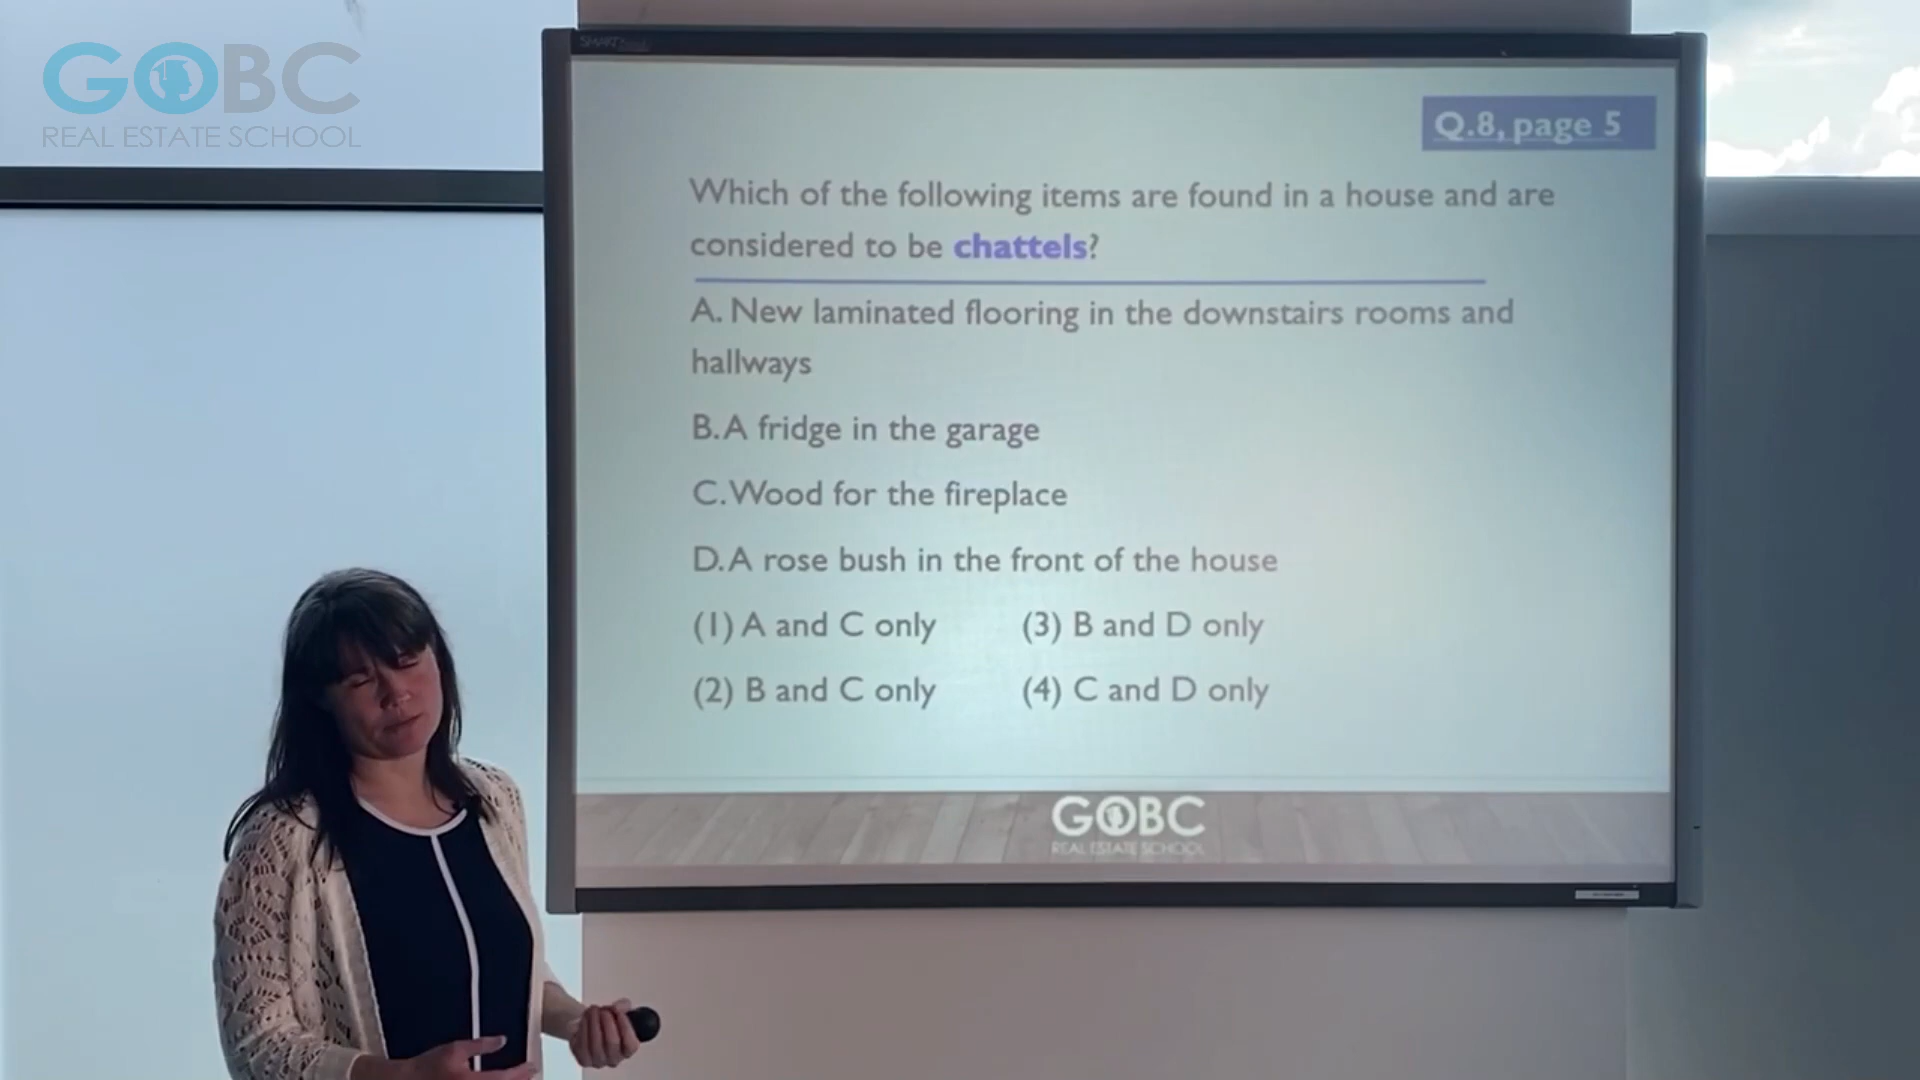 GOBC
REAL ESTATE SCHOOL
SMART
Q.8, page 5
Which of the following items are found in a house and are
considered to be chattels?
A. New laminated flooring in the downstairs rooms and
hallways
B. A fridge in the garage
C. Wood for the fireplace
D. A rose bush in the front of the house
(1) A and C only
(3) B and D only
(2) B and C only
(4) C and D only
GOBC
REAL ESTATE SCHOOL